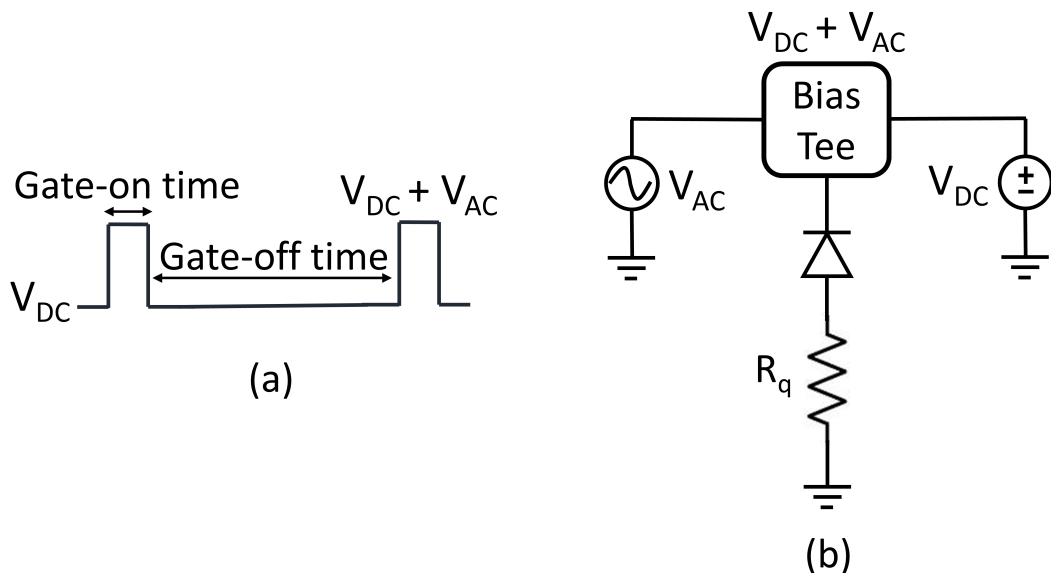 Gate-on time
V_DC + V_AC
Gate-off time
V_DC
(a)
V_DC + V_AC
Bias
Tee
V_AC
V_DC
+
−
R_q
(b)